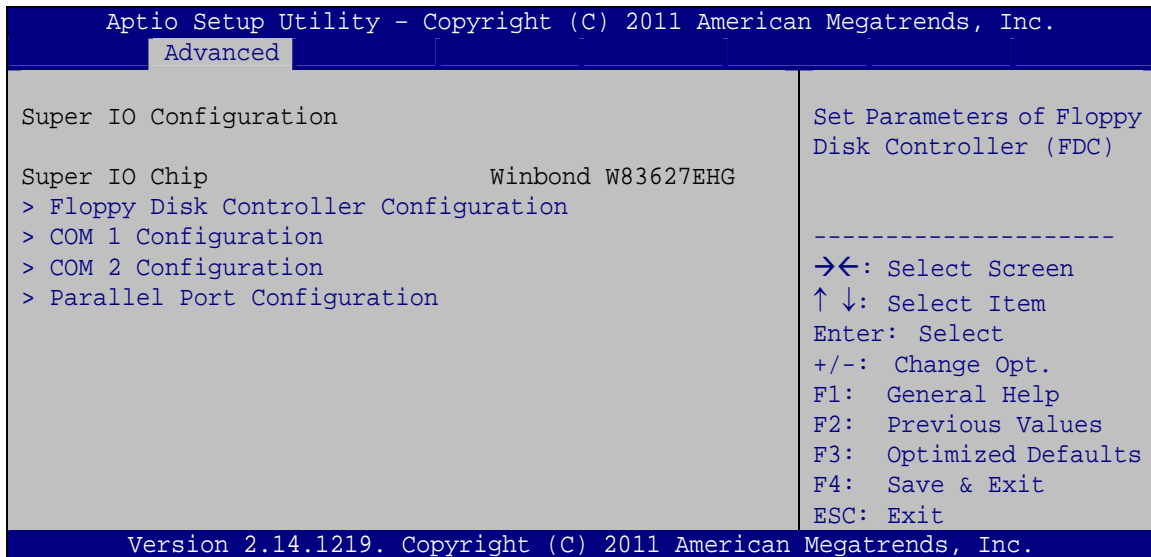 Aptio Setup Utility – Copyright (C) 2011 American Megatrends, Inc.
Advanced
Super IO Configuration
Super IO Chip Winbond W83627EHG
> Floppy Disk Controller Configuration
> COM 1 Configuration
> COM 2 Configuration
> Parallel Port Configuration
Set Parameters of Floppy
Disk Controller (FDC)
---------------------
→←: Select Screen
↑ ↓: Select Item
Enter: Select
+/-: Change Opt.
F1: General Help
F2: Previous Values
F3: Optimized Defaults
F4: Save & Exit
ESC: Exit
Version 2.14.1219. Copyright (C) 2011 American Megatrends, Inc.